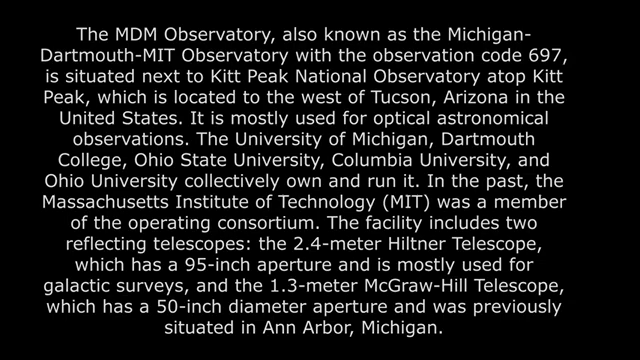 The MDM Observatory, also known as the Michigan-
Dartmouth-MIT Observatory with the observation code 697,
is situated next to Kitt Peak National Observatory atop Kitt
Peak, which is located to the west of Tucson, Arizona in the
United States. It is mostly used for optical astronomical
observations. The University of Michigan, Dartmouth
College, Ohio State University, Columbia University, and
Ohio University collectively own and run it. In the past, the
Massachusetts Institute of Technology (MIT) was a member
of the operating consortium. The facility includes two
reflecting telescopes: the 2.4-meter Hiltner Telescope,
which has a 95-inch aperture and is mostly used for
galactic surveys, and the 1.3-meter McGraw-Hill Telescope,
which has a 50-inch diameter aperture and was previously
situated in Ann Arbor, Michigan.